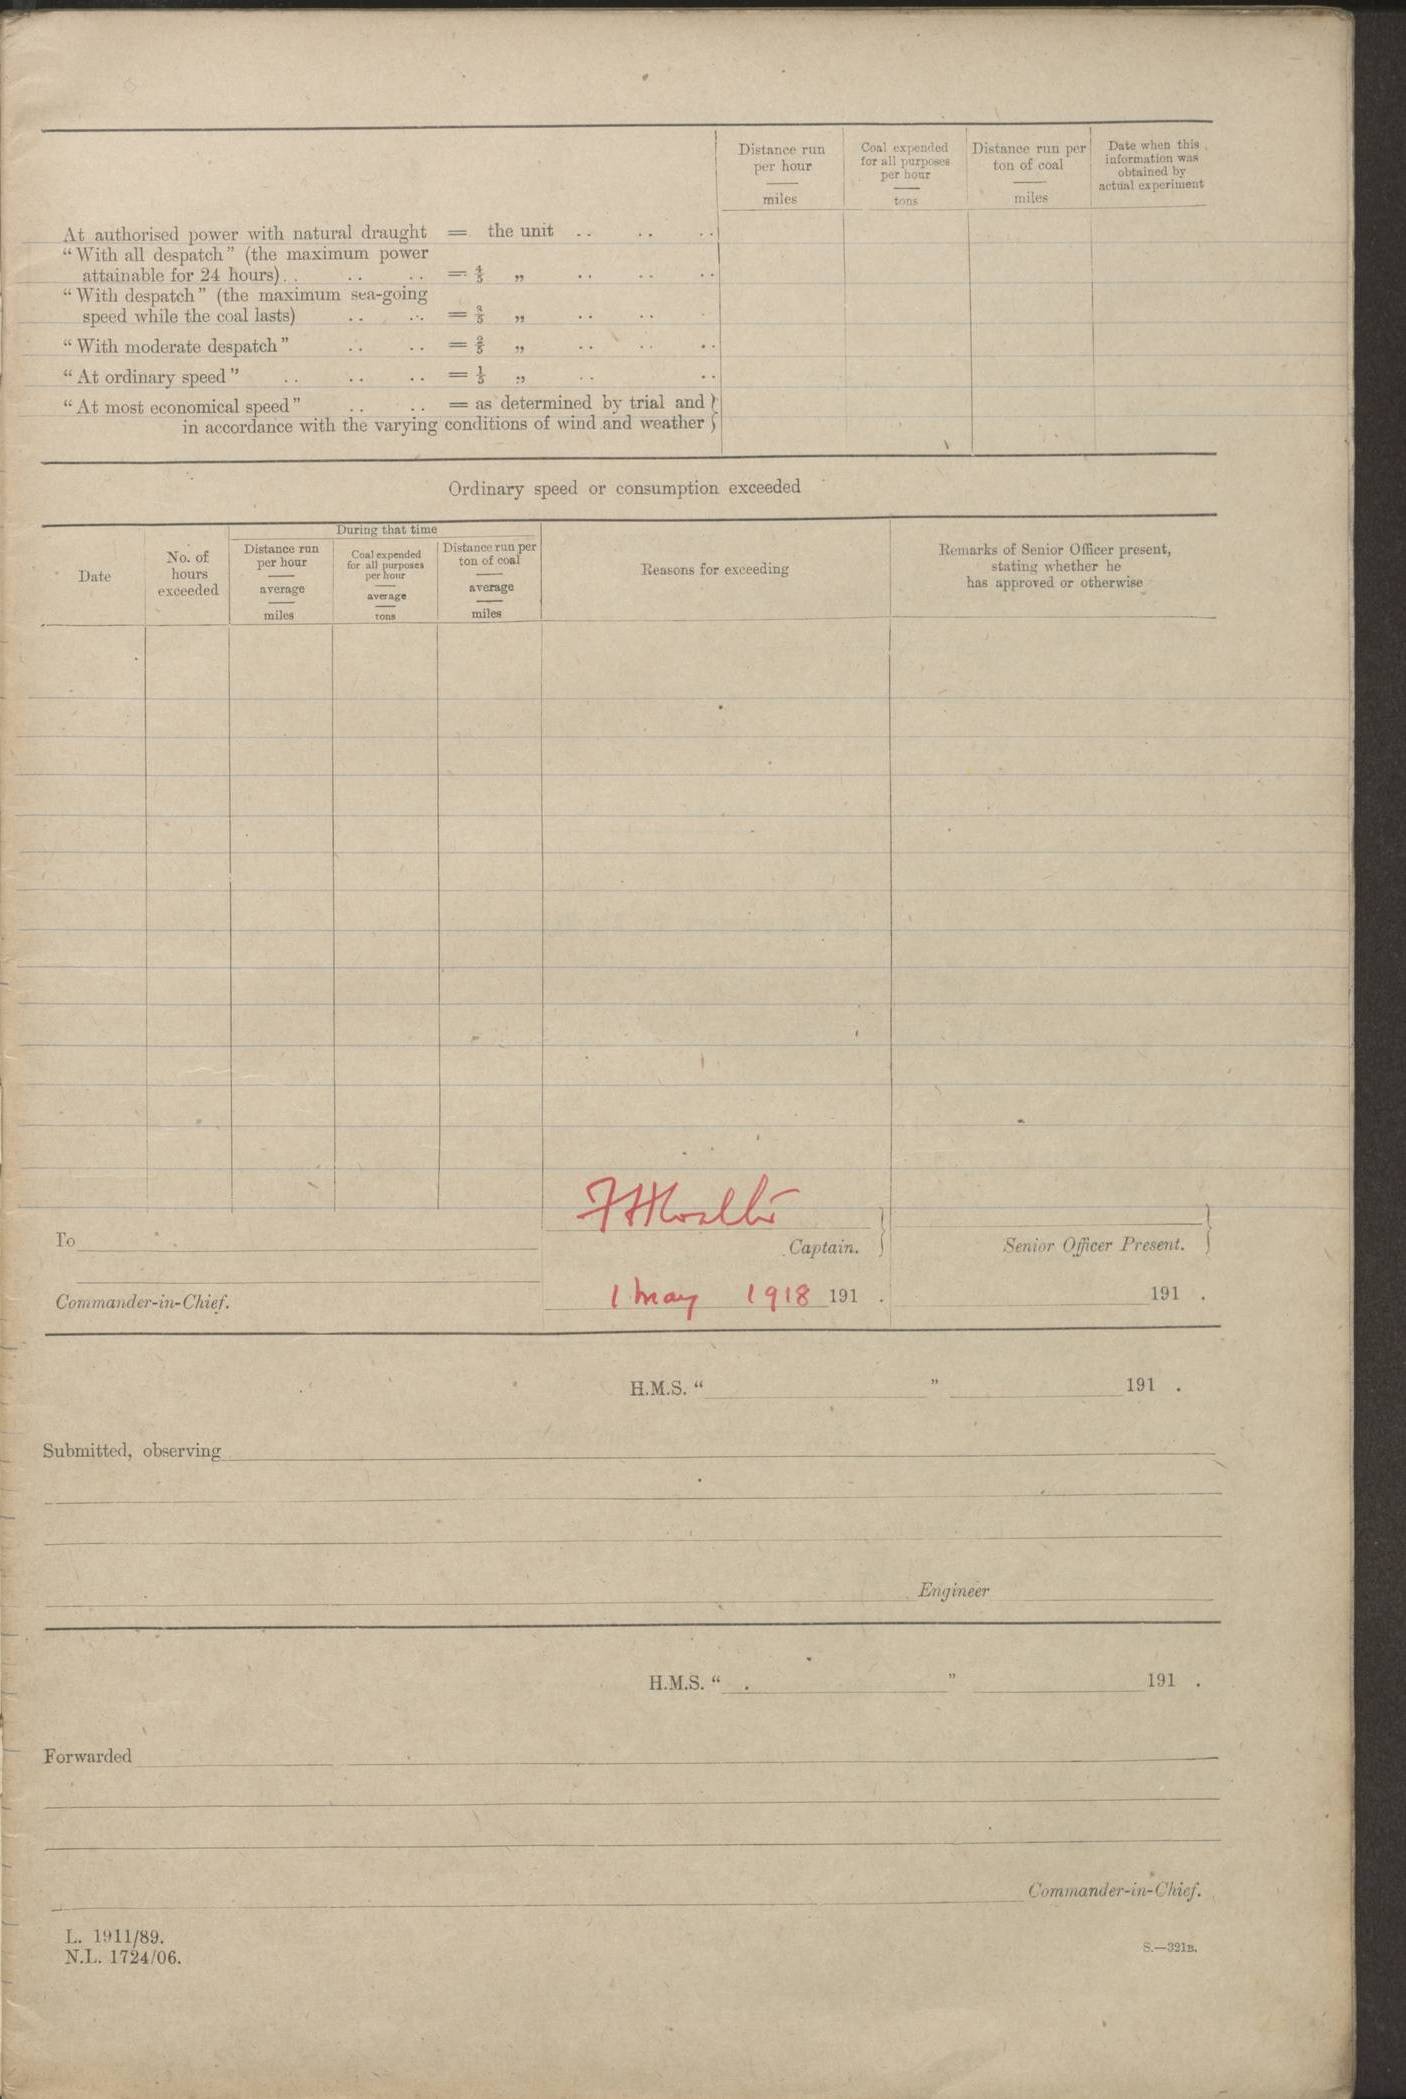 Distance run per hour — miles
Coal expended for all purposes per hour — tons
Distance run per ton of coal — miles
Date when this information was obtained by actual experiment
At authorised power with natural draught = the unit .. .. ..
"With all despatch" (the maximum power
attainable for 24 hours) .. .. .. = 4/5 „ .. .. ..
"With despatch" (the maximum sea-going
speed while the coal lasts) .. .. = 3/5 „ .. ..
"With moderate despatch" .. .. = 2/5 „ .. .. ..
"At ordinary speed" .. .. .. = 1/5 „ .. ..
"At most economical speed" .. .. = as determined by trial and
in accordance with the varying conditions of wind and weather
Ordinary speed or consumption exceeded
Date
No. of hours exceeded
During that time
Distance run per hour — average — miles
Coal expended for all purposes per hour — average — tons
Distance run per ton of coal — average — miles
Reasons for exceeding
Remarks of Senior Officer present, stating whether he has approved or otherwise
To
Captain.
Senior Officer Present.
Commander-in-Chief.
1 May 1918 191 .
191 .
H.M.S. " " 191 .
Submitted, observing
Engineer
H.M.S. " " 191 .
Forwarded
Commander-in-Chief.
L. 1911/89.
N.L. 1724/06.
S.—321B.